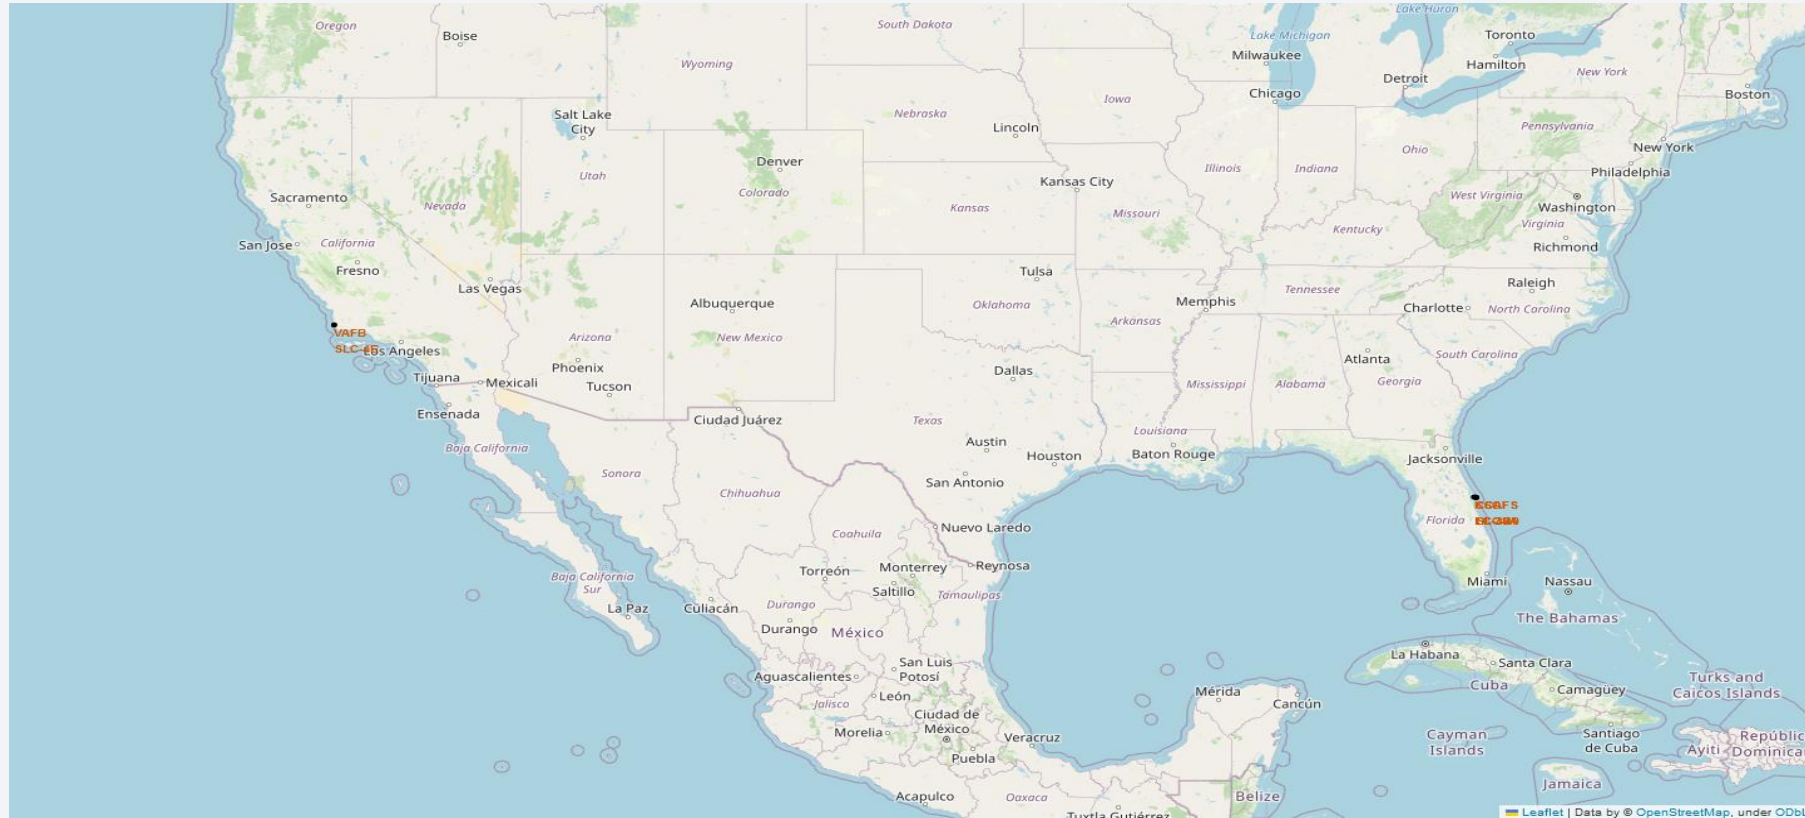 Lake Huron
Oregon
South Dakota
Boise
Toronto
Lake Michigan
Milwaukee
Wyoming
Hamilton
New York
Detroit
Iowa
Chicago
Boston
Nebraska
Salt Lake
City
Pennsylvania
Lincoln
Ohio
New York
Denver
Illinois
Indiana
Philadelphia
Utah
Kansas City
Colorado
Sacramento
West Virginia
Nevada
Kansas
Missouri
Washington
Virginia
Kentucky
San Jose
California
Richmond
Fresno
Tulsa
Raleigh
Las Vegas
Tennessee
Albuquerque
Memphis
Oklahoma
Charlotte
North Carolina
Arkansas
VAFB
Arizona
New Mexico
Los Angeles
South Carolina
Atlanta
Phoenix
Dallas
Tijuana
Mexicali
Georgia
Tucson
Mississippi
Alabama
Ensenada
Ciudad Juárez
Texas
Louisiana
Austin
Baja California
Houston
Baton Rouge
Jacksonville
Sonora
San Antonio
Chihuahua
Florida
Nuevo Laredo
Coahuila
Monterrey
Reynosa
Torreón
Baja California
Sur
Miami
Nassau
Saltillo
Tamaulipas
La Paz
Culiacán
Durango
The Bahamas
Durango
México
La Habana
San Luis
Potosí
Santa Clara
Aguascalientes
Turks and
Caicos Islands
Cuba
Camagüey
Mérida
León
Cancún
Jalisco
Ciudad de
México
Morelia
Veracruz
Cayman
Islands
Santiago
de Cuba
Ayiti
Puebla
Jamaica
Acapulco
Oaxaca
Belize
Tuxtla Gutiérrez
Leaflet | Data by © OpenStreetMap, under ODbL